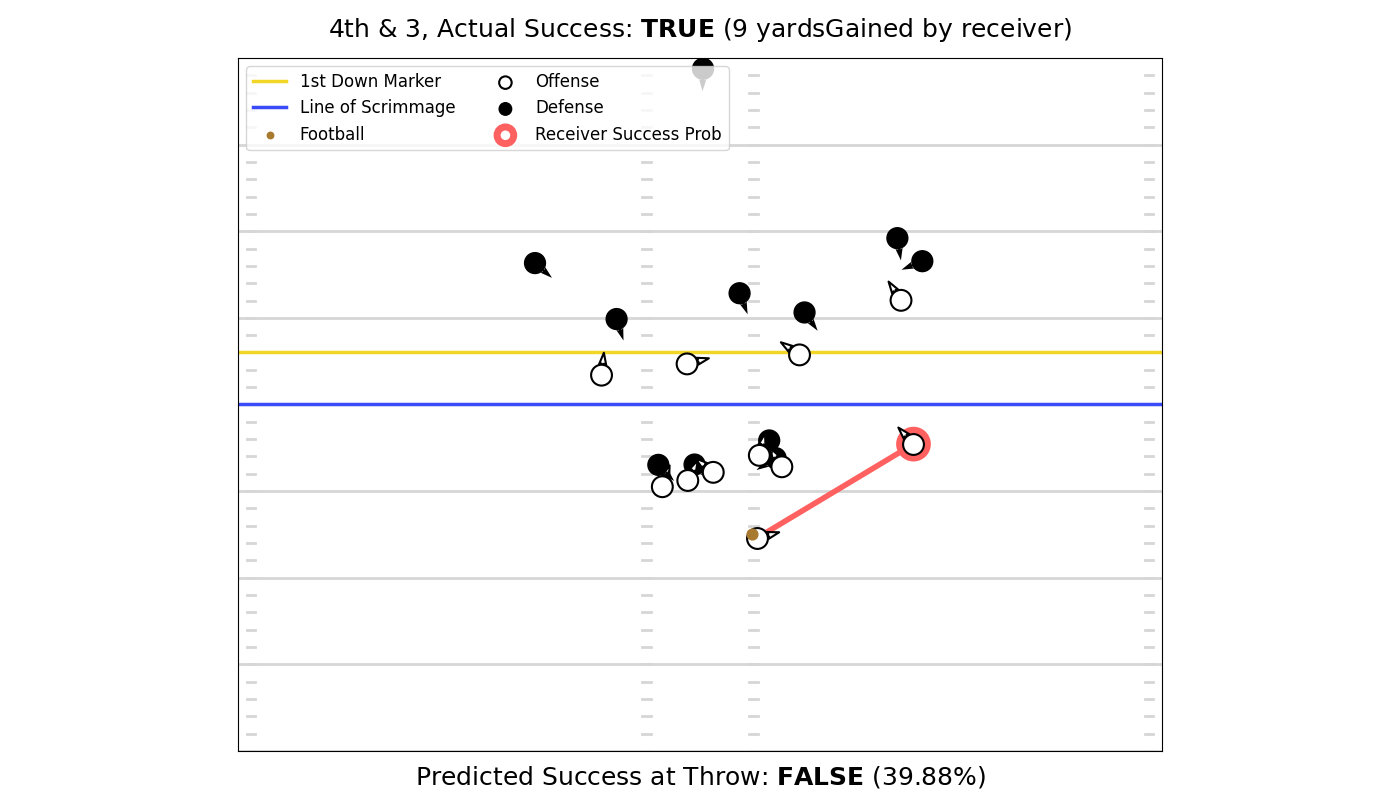 4th & 3, Actual Success: TRUE (9 yardsGained by receiver)
1st Down Marker
Line of Scrimmage
Football
Offense
Defense
Receiver Success Prob
Predicted Success at Throw: FALSE (39.88%)